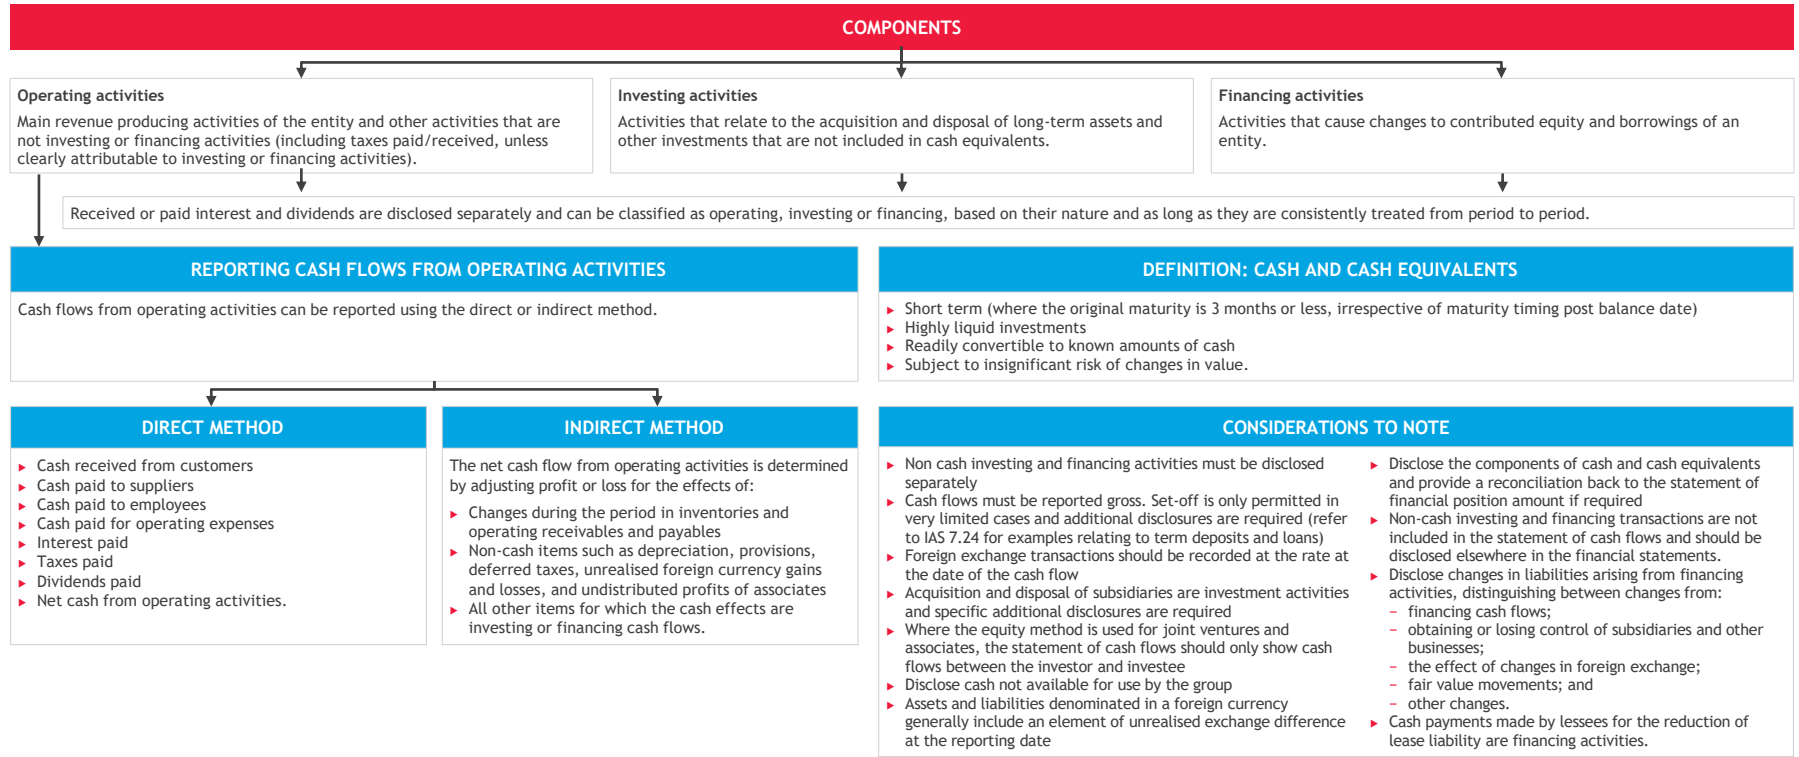 COMPONENTS
Operating activities
Main revenue producing activities of the entity and other activities that are
not investing or financing activities (including taxes paid/received, unless
clearly attributable to investing or financing activities).
Investing activities
Activities that relate to the acquisition and disposal of long-term assets and
other investments that are not included in cash equivalents.
Financing activities
Activities that cause changes to contributed equity and borrowings of an
entity.
Received or paid interest and dividends are disclosed separately and can be classified as operating, investing or financing, based on their nature and as long as they are consistently treated from period to period.
REPORTING CASH FLOWS FROM OPERATING ACTIVITIES
Cash flows from operating activities can be reported using the direct or indirect method.
DEFINITION: CASH AND CASH EQUIVALENTS
► Short term (where the original maturity is 3 months or less, irrespective of maturity timing post balance date)
► Highly liquid investments
► Readily convertible to known amounts of cash
► Subject to insignificant risk of changes in value.
DIRECT METHOD
► Cash received from customers
► Cash paid to suppliers
► Cash paid to employees
► Cash paid for operating expenses
► Interest paid
► Taxes paid
► Dividends paid
► Net cash from operating activities.
INDIRECT METHOD
The net cash flow from operating activities is determined
by adjusting profit or loss for the effects of:
► Changes during the period in inventories and
operating receivables and payables
► Non-cash items such as depreciation, provisions,
deferred taxes, unrealised foreign currency gains
and losses, and undistributed profits of associates
► All other items for which the cash effects are
investing or financing cash flows.
CONSIDERATIONS TO NOTE
► Non cash investing and financing activities must be disclosed
separately
► Cash flows must be reported gross. Set-off is only permitted in
very limited cases and additional disclosures are required (refer
to IAS 7.24 for examples relating to term deposits and loans)
► Foreign exchange transactions should be recorded at the rate at
the date of the cash flow
► Acquisition and disposal of subsidiaries are investment activities
and specific additional disclosures are required
► Where the equity method is used for joint ventures and
associates, the statement of cash flows should only show cash
flows between the investor and investee
► Disclose cash not available for use by the group
► Assets and liabilities denominated in a foreign currency
generally include an element of unrealised exchange difference
at the reporting date
► Disclose the components of cash and cash equivalents
and provide a reconciliation back to the statement of
financial position amount if required
► Non-cash investing and financing transactions are not
included in the statement of cash flows and should be
disclosed elsewhere in the financial statements.
► Disclose changes in liabilities arising from financing
activities, distinguishing between changes from:
– financing cash flows;
– obtaining or losing control of subsidiaries and other
businesses;
– the effect of changes in foreign exchange;
– fair value movements; and
– other changes.
► Cash payments made by lessees for the reduction of
lease liability are financing activities.